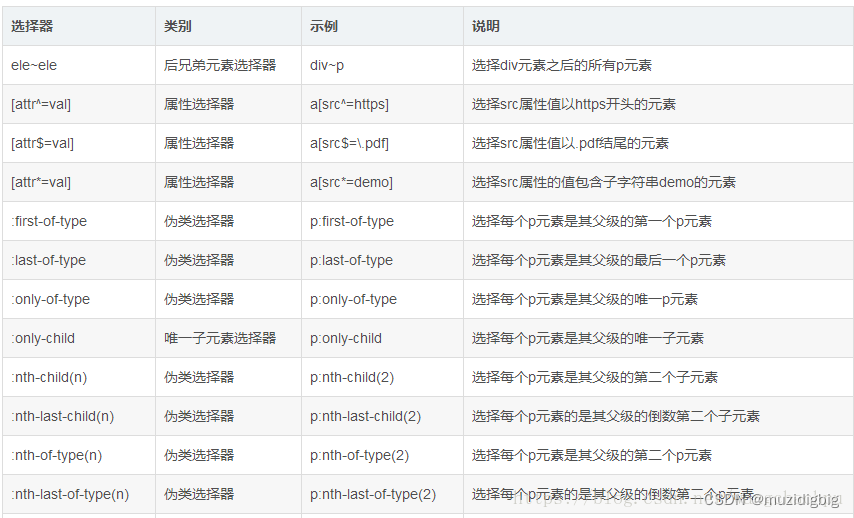 选择器 类别 示例 说明
ele~ele 后兄弟元素选择器 div~p 选择div元素之后的所有p元素
[attr^=val] 属性选择器 a[src^=https] 选择src属性值以https开头的元素
[attr$=val] 属性选择器 a[src$=\.pdf] 选择src属性值以.pdf结尾的元素
[attr*=val] 属性选择器 a[src*=demo] 选择src属性的值包含子字符串demo的元素
:first-of-type 伪类选择器 p:first-of-type 选择每个p元素是其父级的第一个p元素
:last-of-type 伪类选择器 p:last-of-type 选择每个p元素是其父级的最后一个p元素
:only-of-type 伪类选择器 p:only-of-type 选择每个p元素是其父级的唯一p元素
:only-child 唯一子元素选择器 p:only-child 选择每个p元素是其父级的唯一子元素
:nth-child(n) 伪类选择器 p:nth-child(2) 选择每个p元素是其父级的第二个子元素
:nth-last-child(n) 伪类选择器 p:nth-last-child(2) 选择每个p元素的是其父级的倒数第二个子元素
:nth-of-type(n) 伪类选择器 p:nth-of-type(2) 选择每个p元素是其父级的第二个p元素
:nth-last-of-type(n) 伪类选择器 p:nth-last-of-type(2) 选择每个p元素的是其父级的倒数第二个p元素
CSDN @muzidigbig